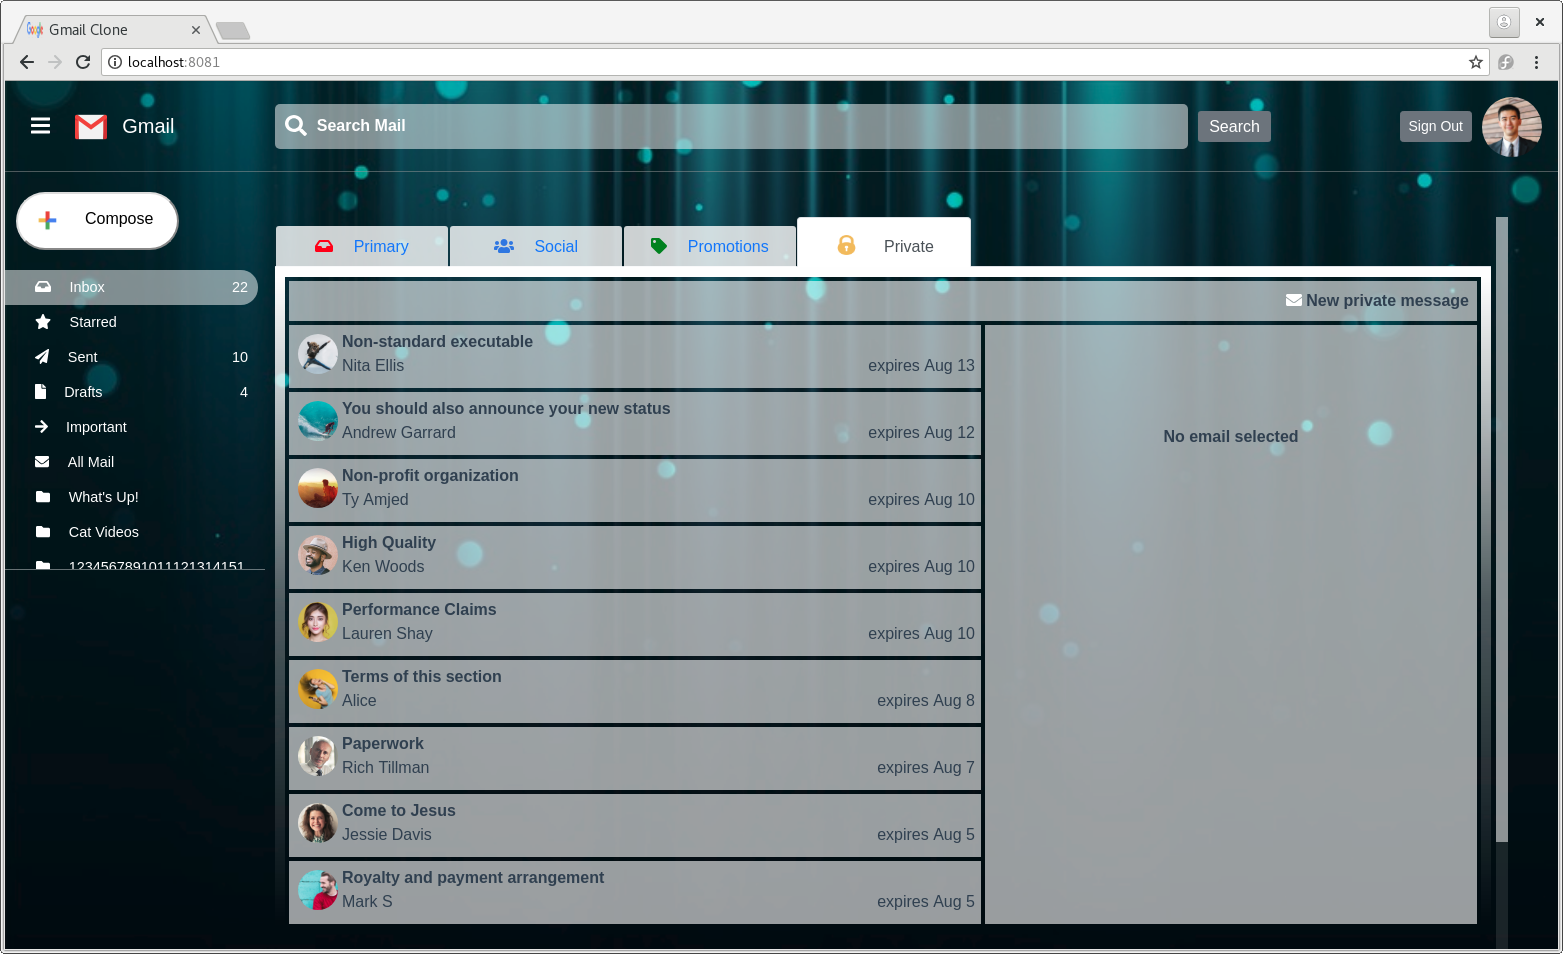 Gmail Clone
localhost:8081
Gmail
Search Mail
Search
Sign Out
Compose
Inbox 22
Starred
Sent 10
Drafts 4
Important
All Mail
What's Up!
Cat Videos
1234567891011121314151
Primary
Social
Promotions
Private
New private message
Non-standard executable
Nita Ellis expires Aug 13
You should also announce your new status
Andrew Garrard expires Aug 12
Non-profit organization
Ty Amjed expires Aug 10
High Quality
Ken Woods expires Aug 10
Performance Claims
Lauren Shay expires Aug 10
Terms of this section
Alice expires Aug 8
Paperwork
Rich Tillman expires Aug 7
Come to Jesus
Jessie Davis expires Aug 5
Royalty and payment arrangement
Mark S expires Aug 5
No email selected